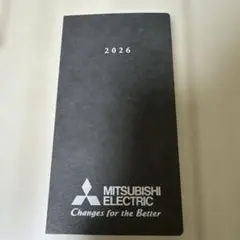 2026
MITSUBISHI
ELECTRIC
Changes for the Better